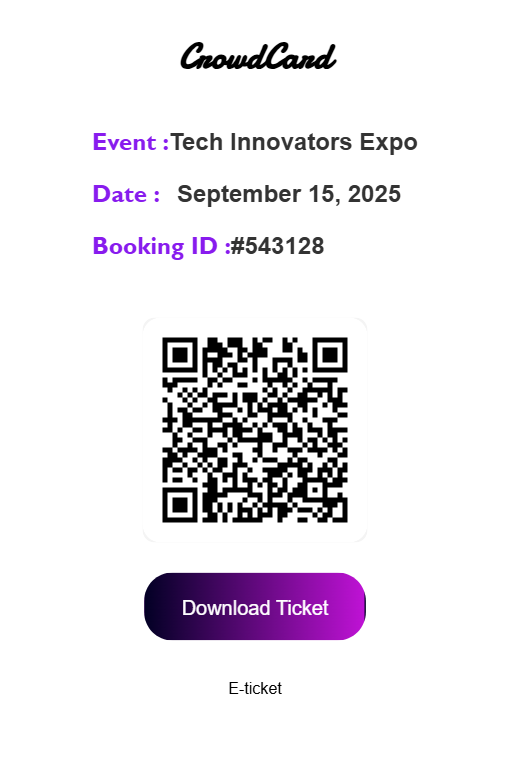 CrowdCard
Event :Tech Innovators Expo
Date : September 15, 2025
Booking ID :#543128
Download Ticket
E-ticket